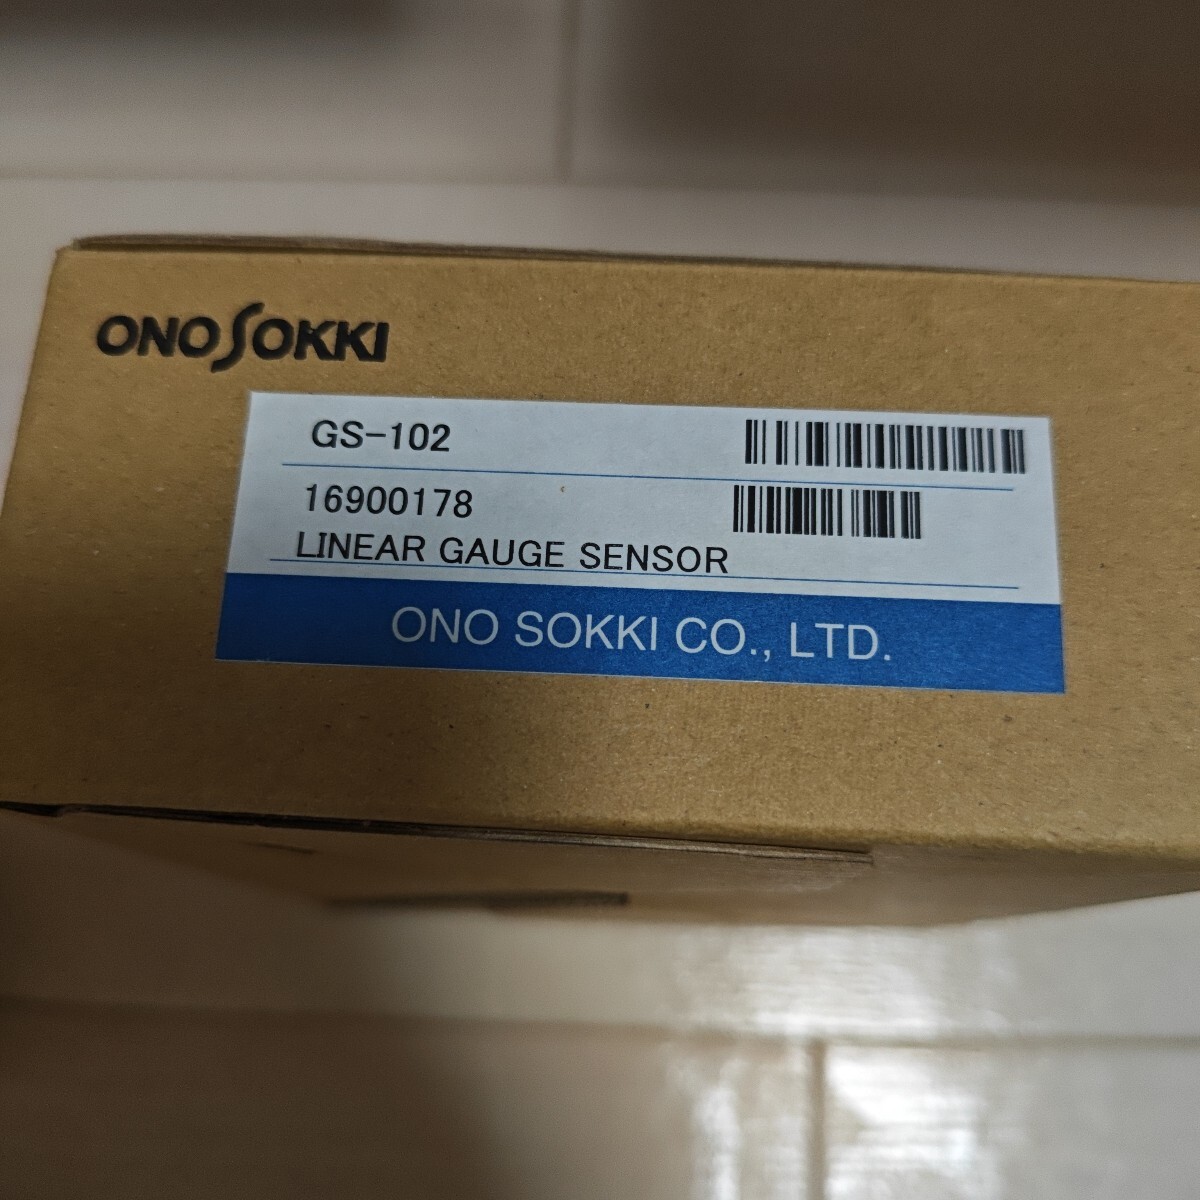 ONO SOKKI
GS-102
16900178
LINEAR GAUGE SENSOR
ONO SOKKI CO., LTD.